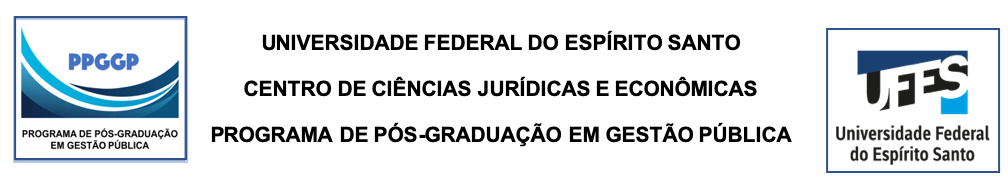 PPGGP
PROGRAMA DE PÓS-GRADUAÇÃO
EM GESTÃO PÚBLICA
UNIVERSIDADE FEDERAL DO ESPÍRITO SANTO
CENTRO DE CIÊNCIAS JURÍDICAS E ECONÔMICAS
PROGRAMA DE PÓS-GRADUAÇÃO EM GESTÃO PÚBLICA
UFES
Universidade Federal
do Espírito Santo